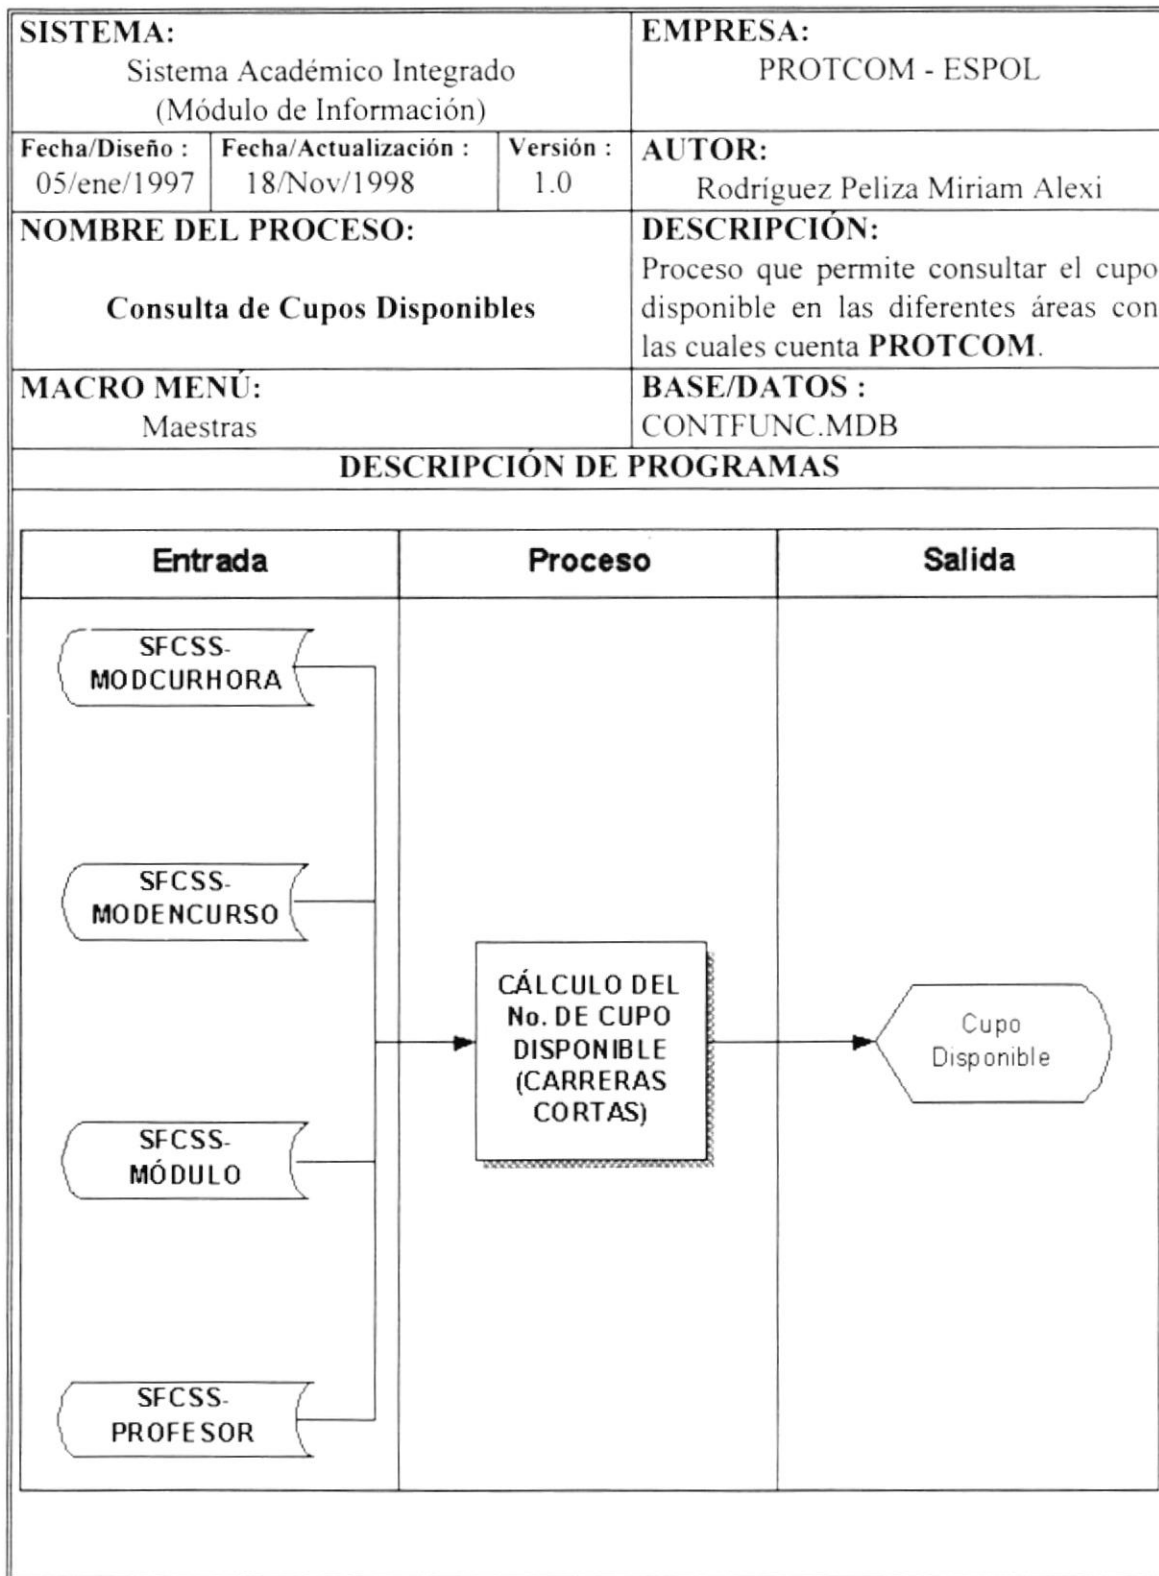 SISTEMA:
Sistema Académico Integrado
(Módulo de Información)
EMPRESA:
PROTCOM - ESPOL
Fecha/Diseño :
05/ene/1997
Fecha/Actualización :
18/Nov/1998
Versión :
1.0
AUTOR:
Rodríguez Peliza Miriam Alexi
NOMBRE DEL PROCESO:
Consulta de Cupos Disponibles
DESCRIPCIÓN:
Proceso que permite consultar el cupo
disponible en las diferentes áreas con
las cuales cuenta PROTCOM.
MACRO MENÚ:
Maestras
BASE/DATOS :
CONTFUNC.MDB
DESCRIPCIÓN DE PROGRAMAS
Entrada
Proceso
Salida
SFCSS-
MODCURHORA
SFCSS-
MODENCURSO
SFCSS-
MÓDULO
SFCSS-
PROFESOR
CÁLCULO DEL
No. DE CUPO
DISPONIBLE
(CARRERAS
CORTAS)
Cupo
Disponible